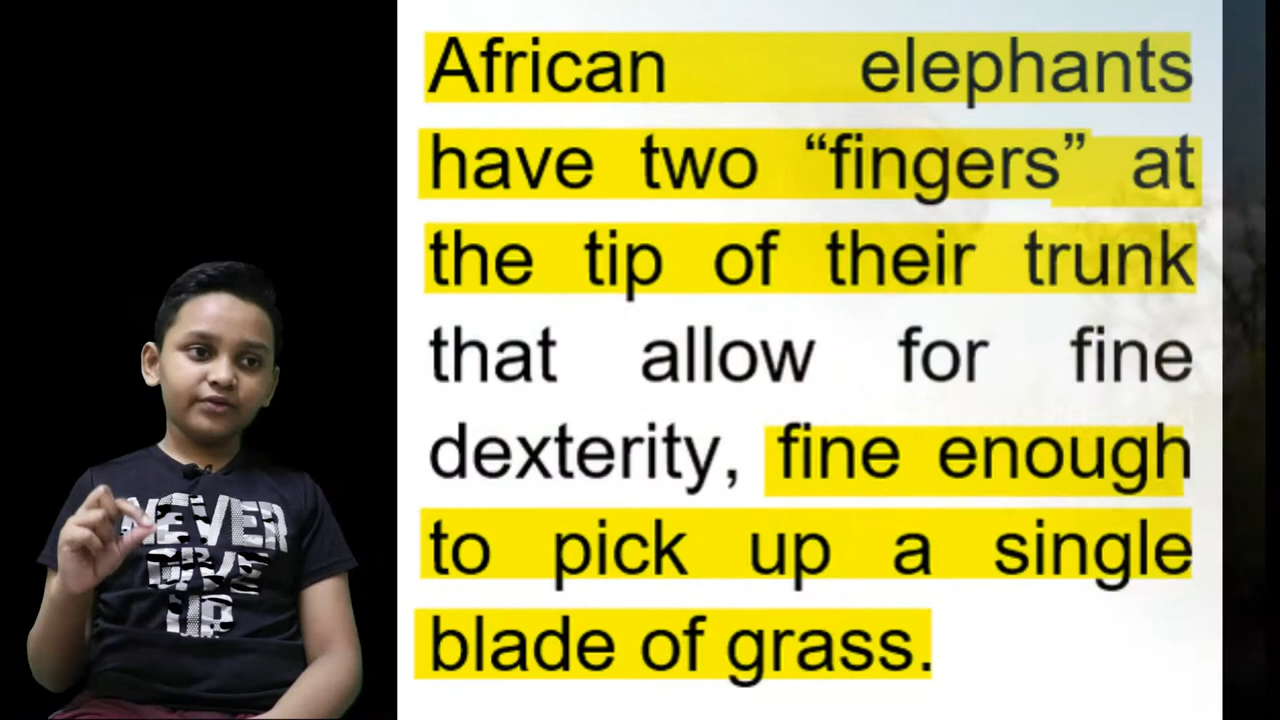 African elephants
have two “fingers” at
the tip of their trunk
that allow for fine
dexterity, fine enough
to pick up a single
blade of grass.
NEVER
GIVE
UP